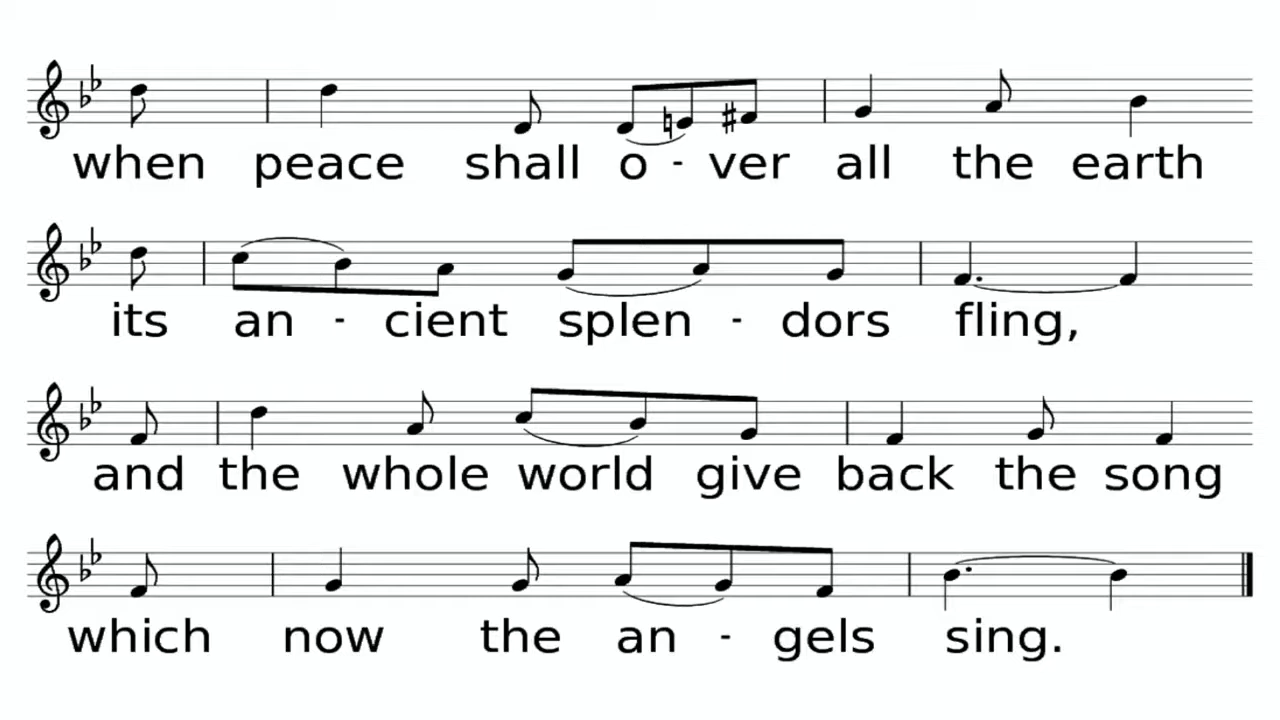 when peace shall o - ver all the earth
its an - cient splen - dors fling,
and the whole world give back the song
which now the an - gels sing.